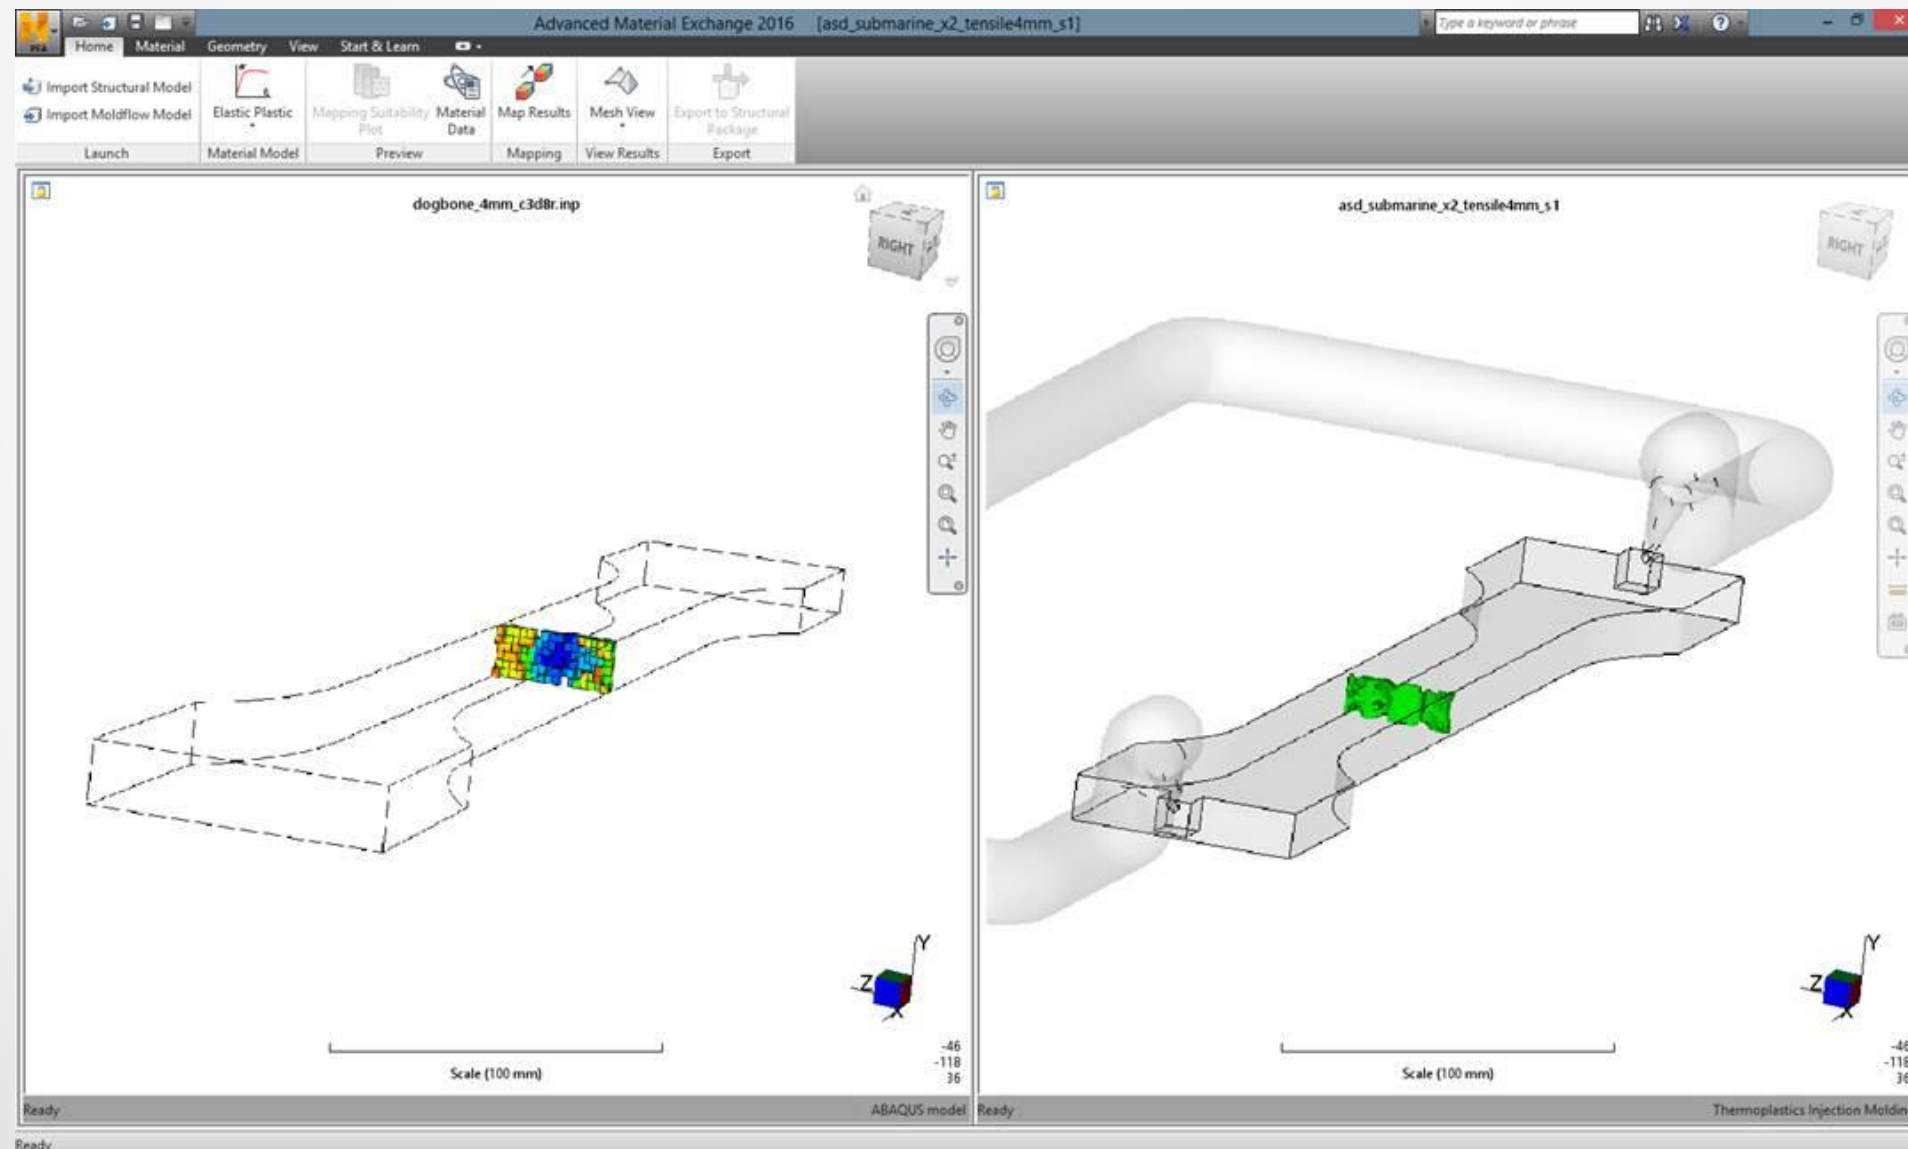 Advanced Material Exchange 2016 [asd_submarine_x2_tensile4mm_s1]
Type a keyword or phrase
Home Material Geometry View Start & Learn
Import Structural Model
Import Moldflow Model
Launch
Elastic Plastic
Material Model
Mapping Suitability
Plot
Material
Data
Preview
Map Results
Mapping
Mesh View
View Results
Export to Structural
Package
Export
dogbone_4mm_c3d8r.inp
RIGHT
Y
Z
X
Scale (100 mm)
-46
-118
36
Ready
ABAQUS model
asd_submarine_x2_tensile4mm_s1
RIGHT
Y
Z
X
Scale (100 mm)
-46
-118
36
Ready
Thermoplastics Injection Moldin
Ready